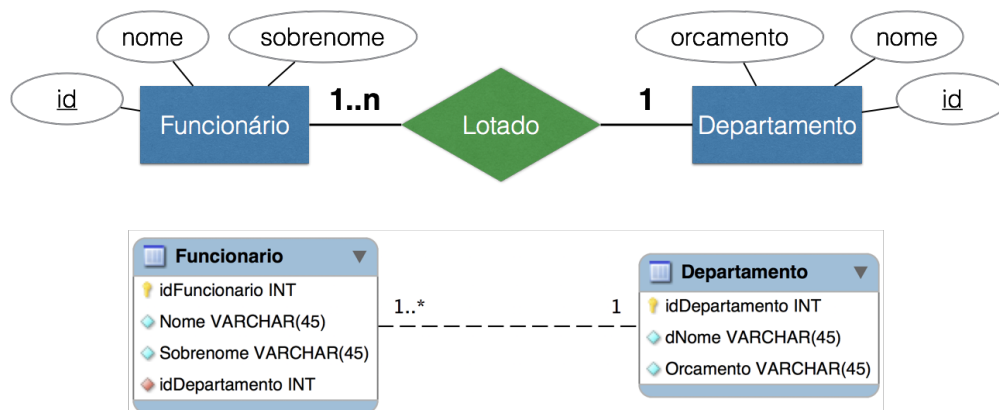 nome
sobrenome
orcamento
nome
id
id
1..n
1
Funcionário
Lotado
Departamento
Funcionario
idFuncionario INT
Nome VARCHAR(45)
Sobrenome VARCHAR(45)
idDepartamento INT
1..*
1
Departamento
idDepartamento INT
dNome VARCHAR(45)
Orcamento VARCHAR(45)